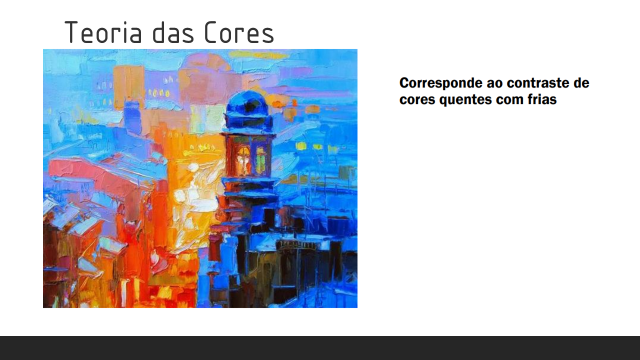 Teoria das Cores
Corresponde ao contraste de
cores quentes com frias